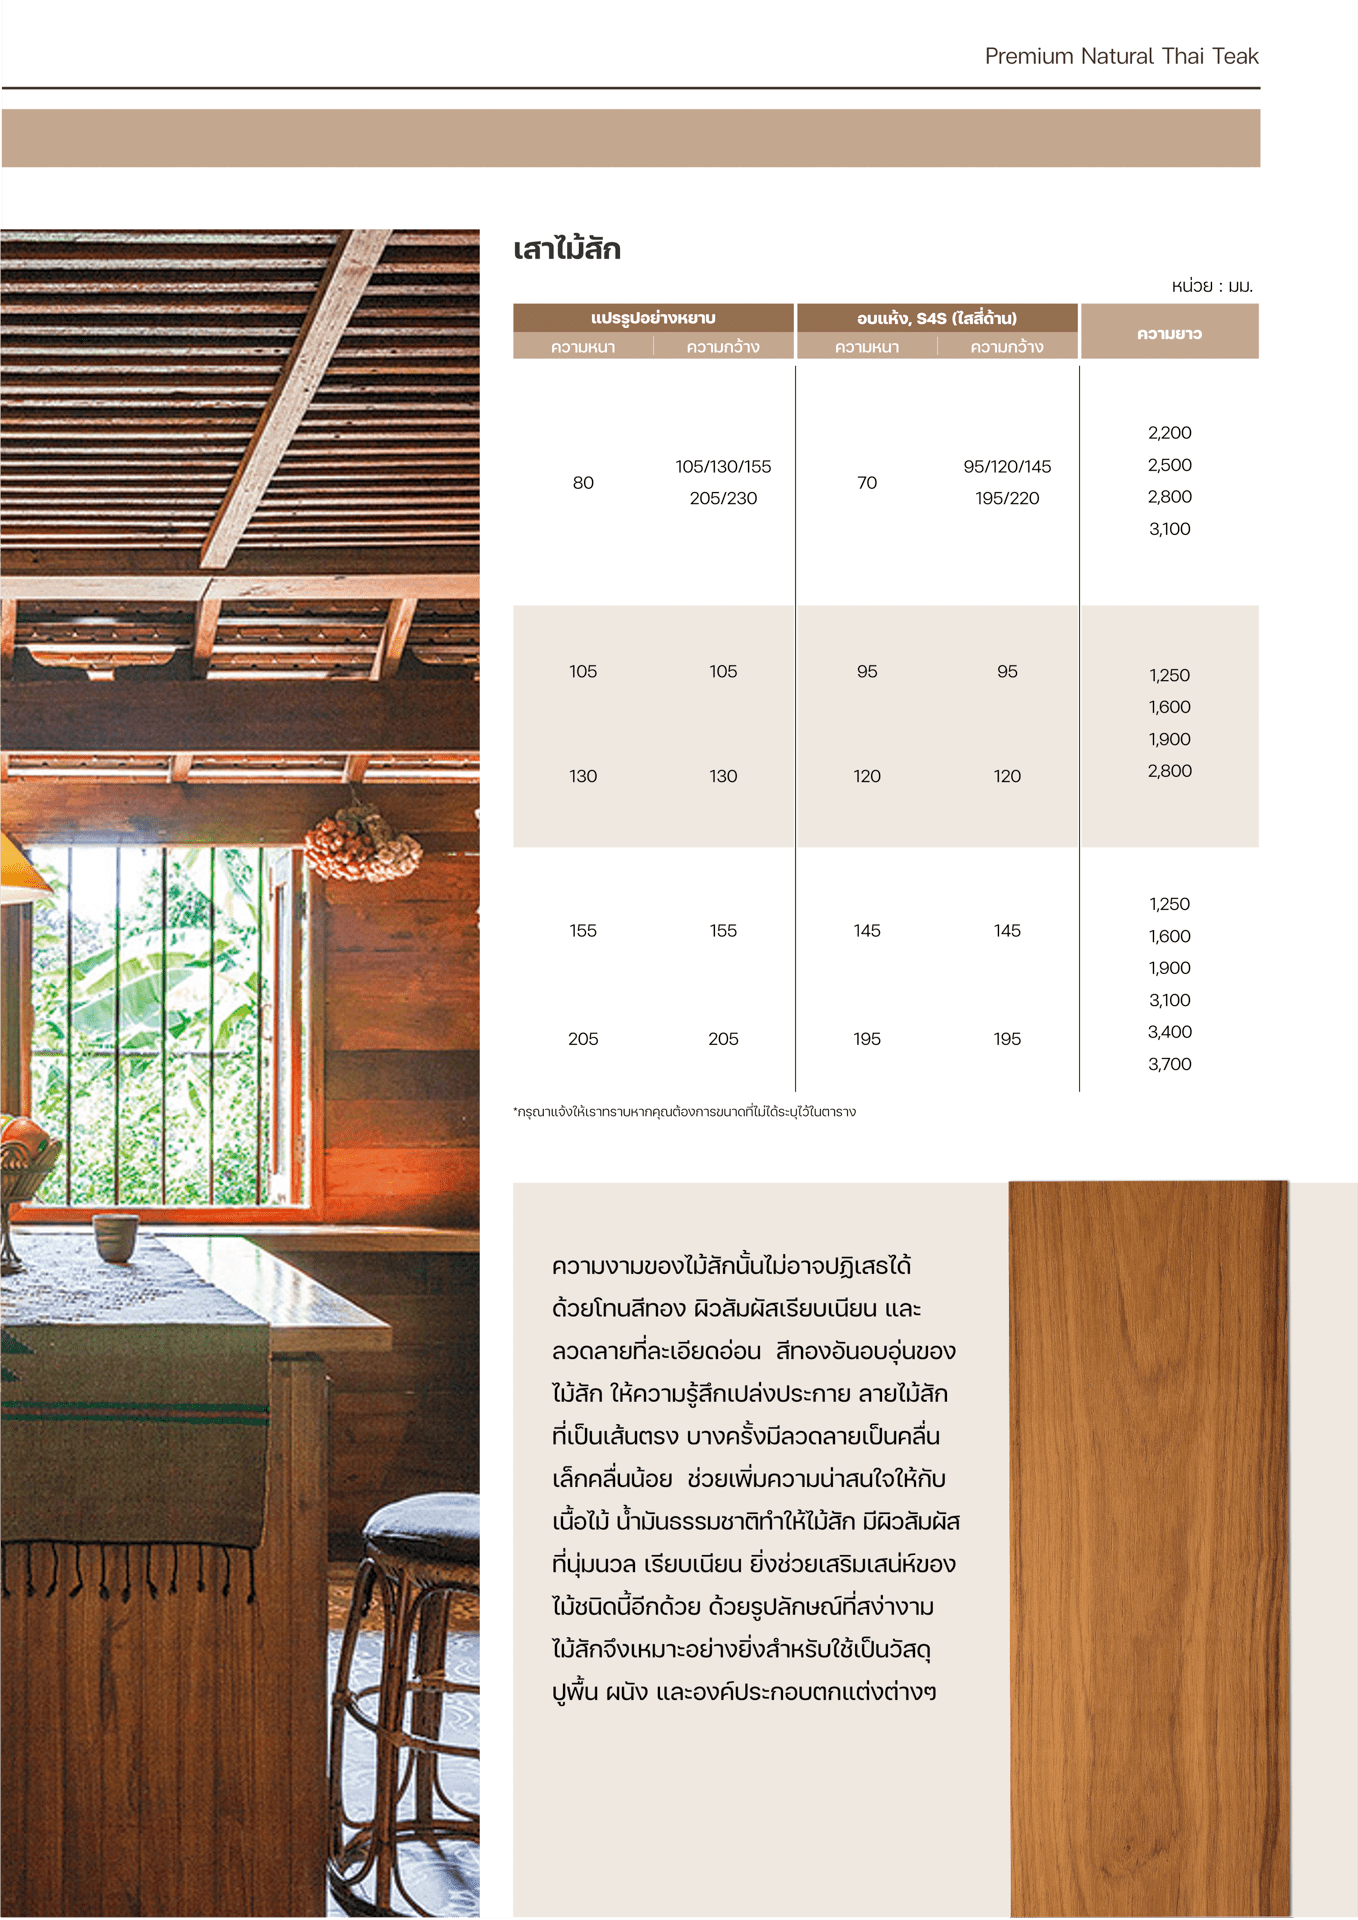 Premium Natural Thai Teak
เสาไม้สัก
หน่วย : มม.
แปรรูปอย่างหยาบ อบแห้ง, S4S (ไสสี่ด้าน) ความยาว
ความหนา ความกว้าง ความหนา ความกว้าง
2,200
105/130/155 95/120/145 2,500
80 70
205/230 195/220 2,800
3,100
105 105 95 95 1,250
1,600
1,900
130 130 120 120 2,800
1,250
155 155 145 145 1,600
1,900
3,100
205 205 195 195 3,400
3,700
*กรุณาแจ้งให้เราทราบหากคุณต้องการขนาดที่ไม่ได้ระบุไว้ในตาราง
ความงามของไม้สักนั้นไม่อาจปฏิเสธได้
ด้วยโทนสีทอง ผิวสัมผัสเรียบเนียน และ
ลวดลายที่ละเอียดอ่อน สีทองอันอบอุ่นของ
ไม้สัก ให้ความรู้สึกเปล่งประกาย ลายไม้สัก
ที่เป็นเส้นตรง บางครั้งมีลวดลายเป็นคลื่น
เล็กคลื่นน้อย ช่วยเพิ่มความน่าสนใจให้กับ
เนื้อไม้ น้ำมันธรรมชาติทำให้ไม้สัก มีผิวสัมผัส
ที่นุ่มนวล เรียบเนียน ยิ่งช่วยเสริมเสน่ห์ของ
ไม้ชนิดนี้อีกด้วย ด้วยรูปลักษณ์ที่สง่างาม
ไม้สักจึงเหมาะอย่างยิ่งสำหรับใช้เป็นวัสดุ
ปูพื้น ผนัง และองค์ประกอบตกแต่งต่างๆ